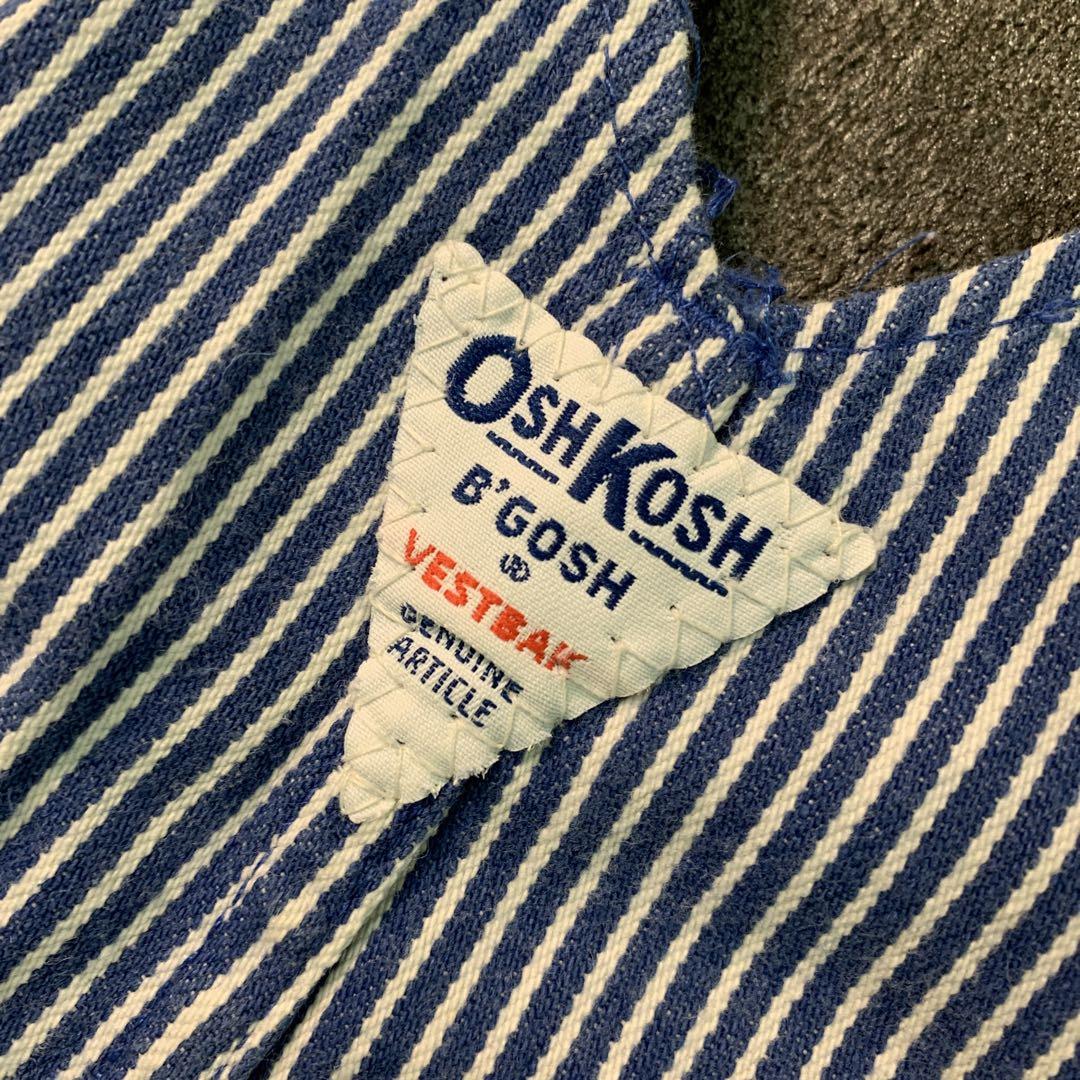 OSHKOSH
B'GOSH
®
VESTBAK
GENUINE
ARTICLE